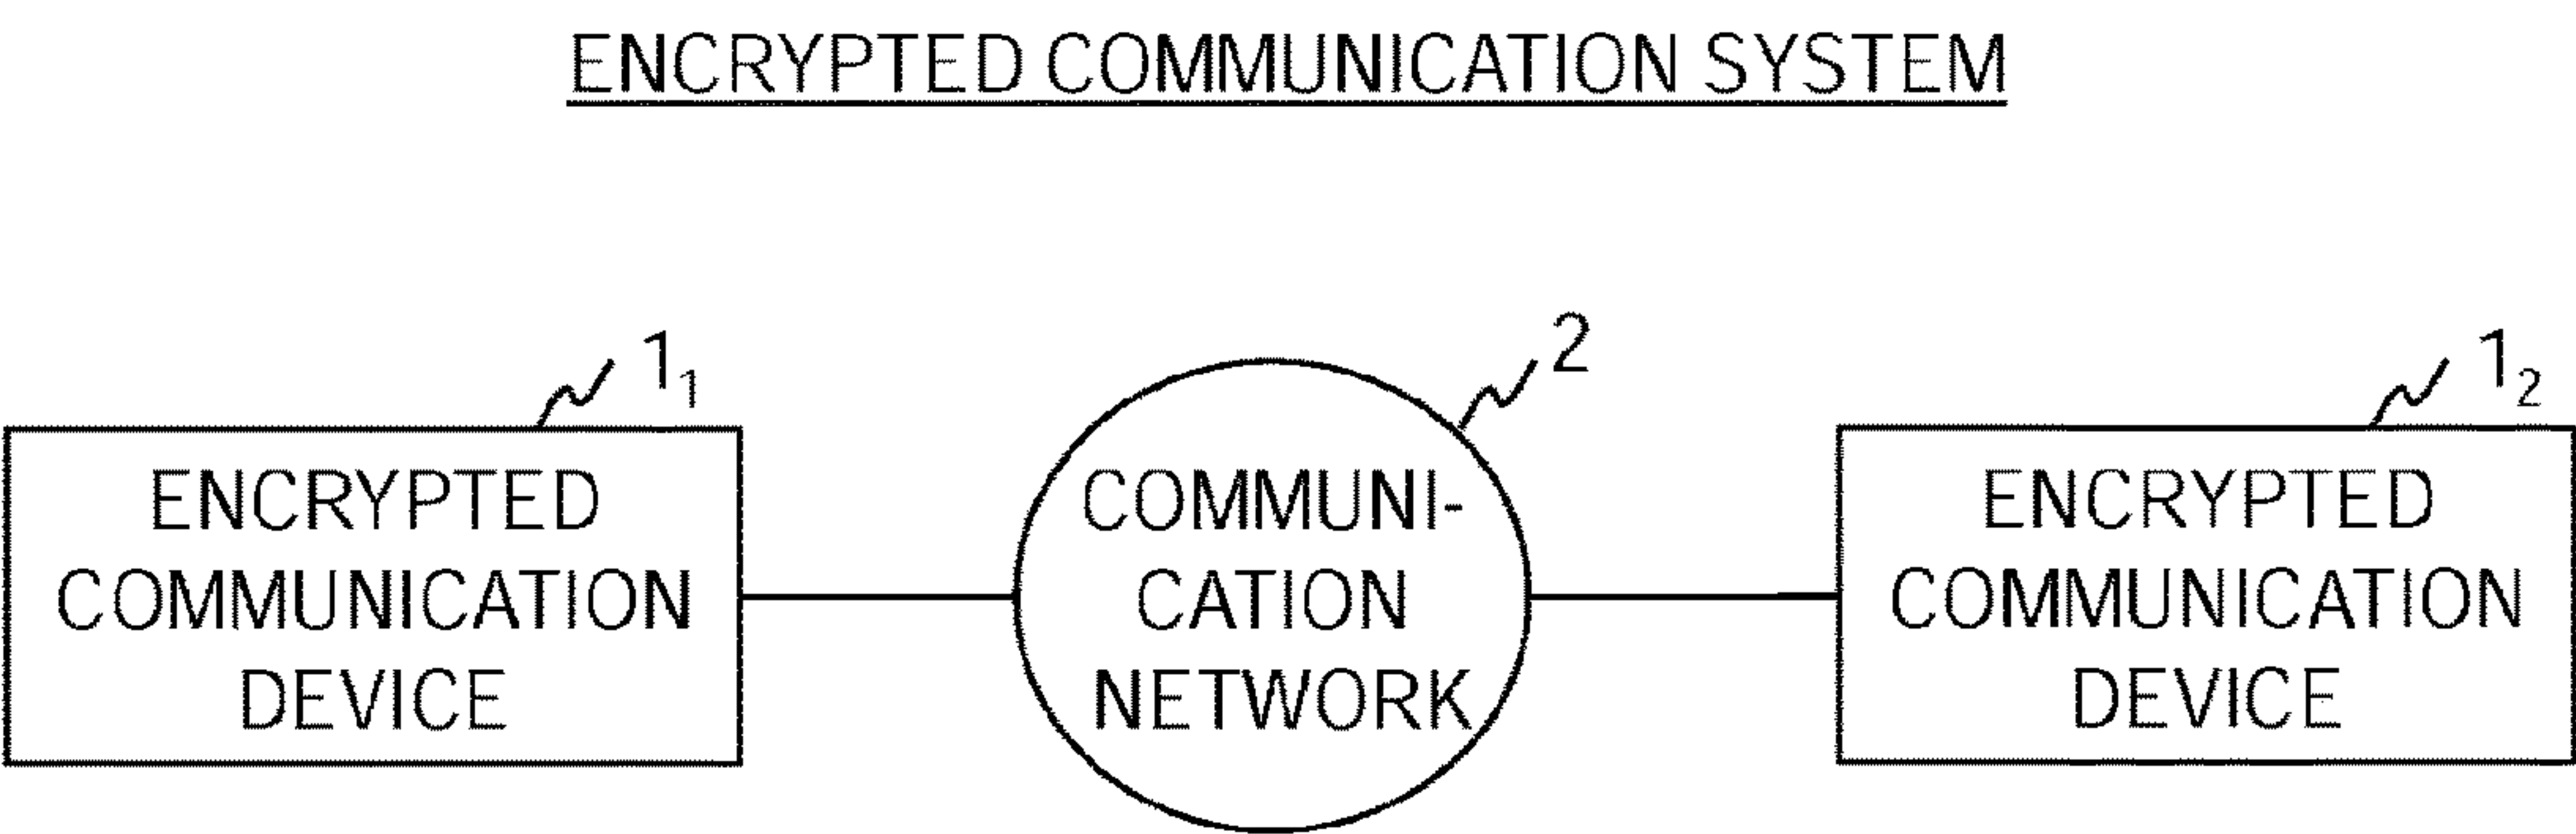 ENCRYPTED COMMUNICATION SYSTEM
1₁
2
1₂
ENCRYPTED
COMMUNICATION
DEVICE
COMMUNI-
CATION
NETWORK
ENCRYPTED
COMMUNICATION
DEVICE